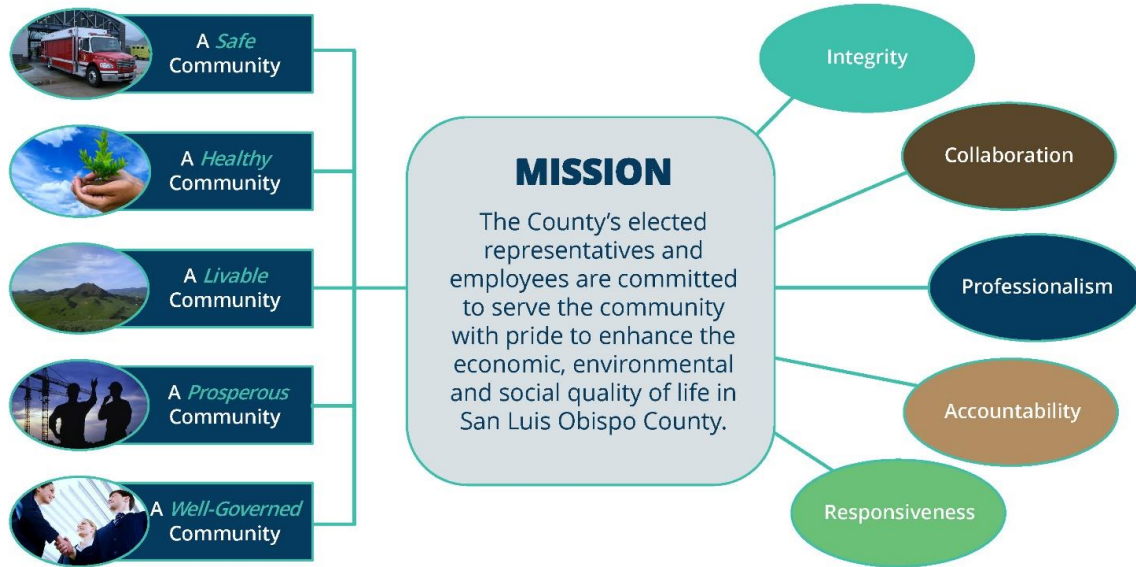 A Safe
Community
A Healthy
Community
A Livable
Community
A Prosperous
Community
A Well-Governed
Community
MISSION
The County’s elected
representatives and
employees are committed
to serve the community
with pride to enhance the
economic, environmental
and social quality of life in
San Luis Obispo County.
Integrity
Collaboration
Professionalism
Accountability
Responsiveness